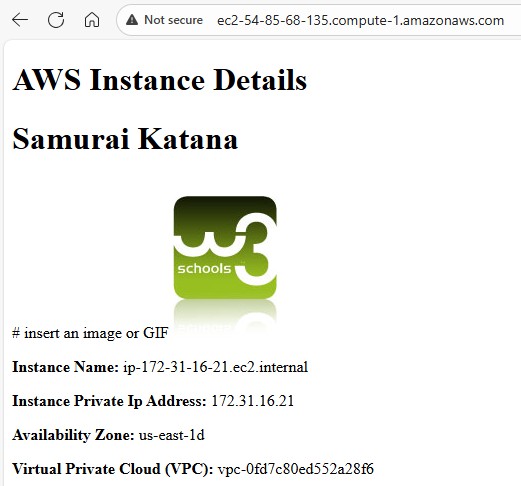 Not secure ec2-54-85-68-135.compute-1.amazonaws.com
AWS Instance Details
Samurai Katana
w3
schools
# insert an image or GIF
Instance Name: ip-172-31-16-21.ec2.internal
Instance Private Ip Address: 172.31.16.21
Availability Zone: us-east-1d
Virtual Private Cloud (VPC): vpc-0fd7c80ed552a28f6